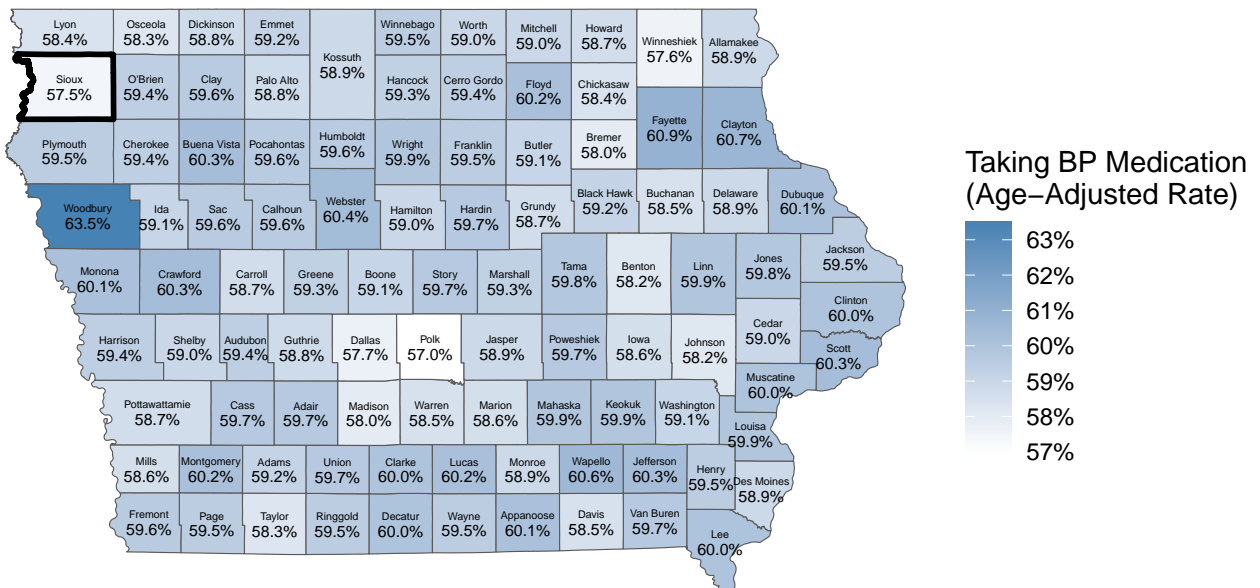 Lyon
58.4%
Osceola
58.3%
Dickinson
58.8%
Emmet
59.2%
Winnebago
59.5%
Worth
59.0%
Mitchell
59.0%
Howard
58.7%
Winneshiek
57.6%
Allamakee
58.9%
Kossuth
58.9%
Sioux
57.5%
O'Brien
59.4%
Clay
59.6%
Palo Alto
58.8%
Hancock
59.3%
Cerro Gordo
59.4%
Floyd
60.2%
Chickasaw
58.4%
Fayette
60.9%
Clayton
60.7%
Plymouth
59.5%
Cherokee
59.4%
Buena Vista
60.3%
Pocahontas
59.6%
Humboldt
59.6%
Wright
59.9%
Franklin
59.5%
Butler
59.1%
Bremer
58.0%
Woodbury
63.5%
Ida
59.1%
Sac
59.6%
Calhoun
59.6%
Webster
60.4%
Hamilton
59.0%
Hardin
59.7%
Grundy
58.7%
Black Hawk
59.2%
Buchanan
58.5%
Delaware
58.9%
Dubuque
60.1%
Monona
60.1%
Crawford
60.3%
Carroll
58.7%
Greene
59.3%
Boone
59.1%
Story
59.7%
Marshall
59.3%
Tama
59.8%
Benton
58.2%
Linn
59.9%
Jones
59.8%
Jackson
59.5%
Clinton
60.0%
Harrison
59.4%
Shelby
59.0%
Audubon
59.4%
Guthrie
58.8%
Dallas
57.7%
Polk
57.0%
Jasper
58.9%
Poweshiek
59.7%
Iowa
58.6%
Johnson
58.2%
Cedar
59.0%
Scott
60.3%
Muscatine
60.0%
Pottawattamie
58.7%
Cass
59.7%
Adair
59.7%
Madison
58.0%
Warren
58.5%
Marion
58.6%
Mahaska
59.9%
Keokuk
59.9%
Washington
59.1%
Louisa
59.9%
Mills
58.6%
Montgomery
60.2%
Adams
59.2%
Union
59.7%
Clarke
60.0%
Lucas
60.2%
Monroe
58.9%
Wapello
60.6%
Jefferson
60.3%
Henry
59.5%
Des Moines
58.9%
Fremont
59.6%
Page
59.5%
Taylor
58.3%
Ringgold
59.5%
Decatur
60.0%
Wayne
59.5%
Appanoose
60.1%
Davis
58.5%
Van Buren
59.7%
Lee
60.0%
Taking BP Medication
(Age−Adjusted Rate)
63%
62%
61%
60%
59%
58%
57%